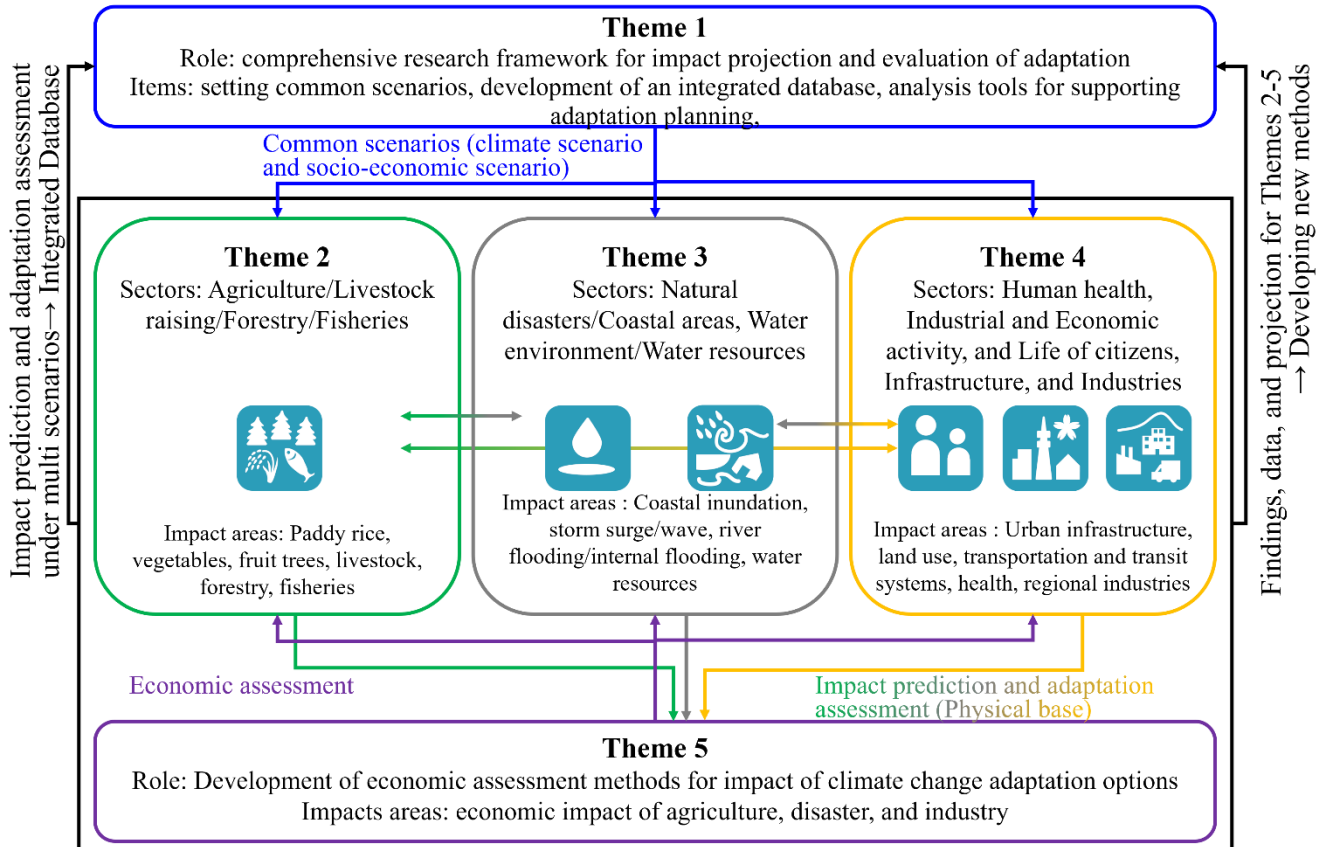 Theme 1
Role: comprehensive research framework for impact projection and evaluation of adaptation
Items: setting common scenarios, development of an integrated database, analysis tools for supporting
adaptation planning,
Impact prediction and adaptation assessment
under multi scenarios→ Integrated Database
Findings, data, and projection for Themes 2-5
→ Developing new methods
Common scenarios (climate scenario
and socio-economic scenario)
Theme 2
Sectors: Agriculture/Livestock
raising/Forestry/Fisheries
Impact areas: Paddy rice,
vegetables, fruit trees, livestock,
forestry, fisheries
Theme 3
Sectors: Natural
disasters/Coastal areas, Water
environment/Water resources
Impact areas : Coastal inundation,
storm surge/wave, river
flooding/internal flooding, water
resources
Theme 4
Sectors: Human health,
Industrial and Economic
activity, and Life of citizens,
Infrastructure, and Industries
Impact areas : Urban infrastructure,
land use, transportation and transit
systems, health, regional industries
Economic assessment
Impact prediction and adaptation
assessment (Physical base)
Theme 5
Role: Development of economic assessment methods for impact of climate change adaptation options
Impacts areas: economic impact of agriculture, disaster, and industry